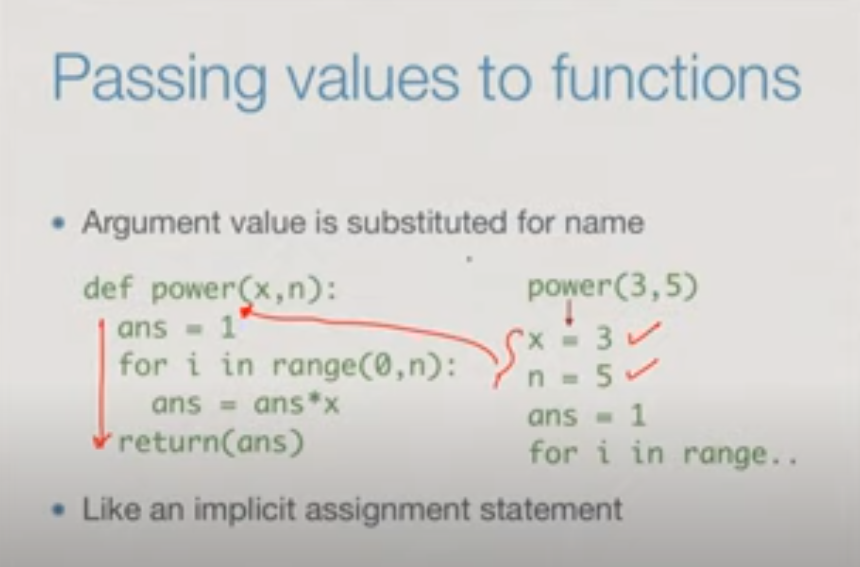 Passing values to functions
• Argument value is substituted for name
def power(x,n):
ans = 1
for i in range(0,n):
ans = ans*x
return(ans)
power(3,5)
x = 3
n = 5
ans = 1
for i in range..
• Like an implicit assignment statement